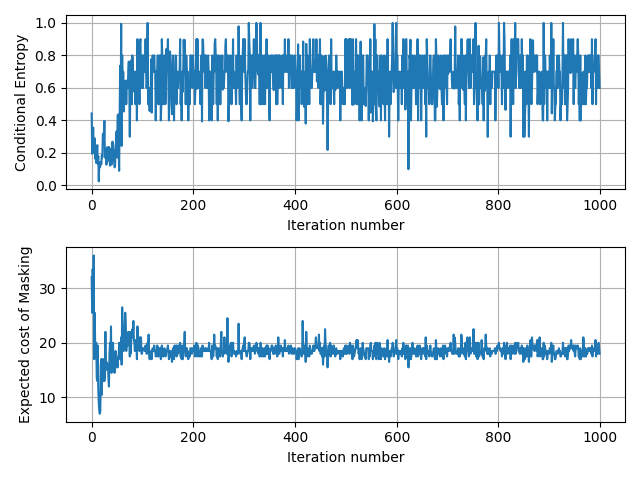 Conditional Entropy
1.0
0.8
0.6
0.4
0.2
0.0
0 200 400 600 800 1000
Iteration number
Expected cost of Masking
30
20
10
0 200 400 600 800 1000
Iteration number